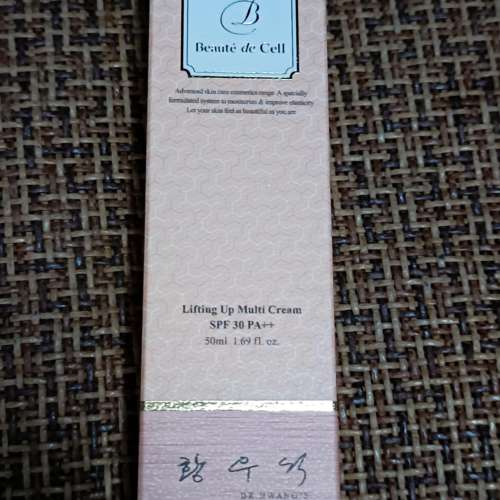 B
Beauté de Cell
Advanced skin care cosmetics range. A specially
formulated system to moisturize & improve elasticity
Let your skin feel as beautiful as you are
Lifting Up Multi Cream
SPF 30 PA++
50ml 1.69 fl. oz.
황우석
DR HWANG'S